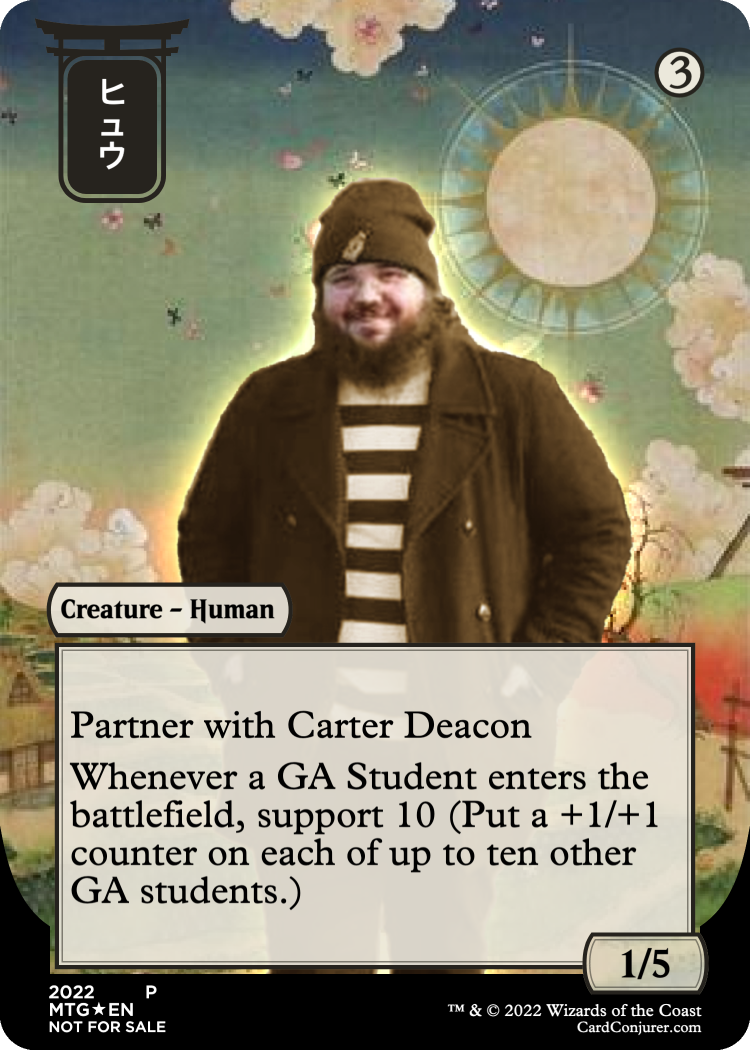 3
ヒュウ
Creature – Human
Partner with Carter Deacon
Whenever a GA Student enters the
battlefield, support 10 (Put a +1/+1
counter on each of up to ten other
GA students.)
1/5
2022 P
MTG★EN
NOT FOR SALE
™ & © 2022 Wizards of the Coast
CardConjurer.com